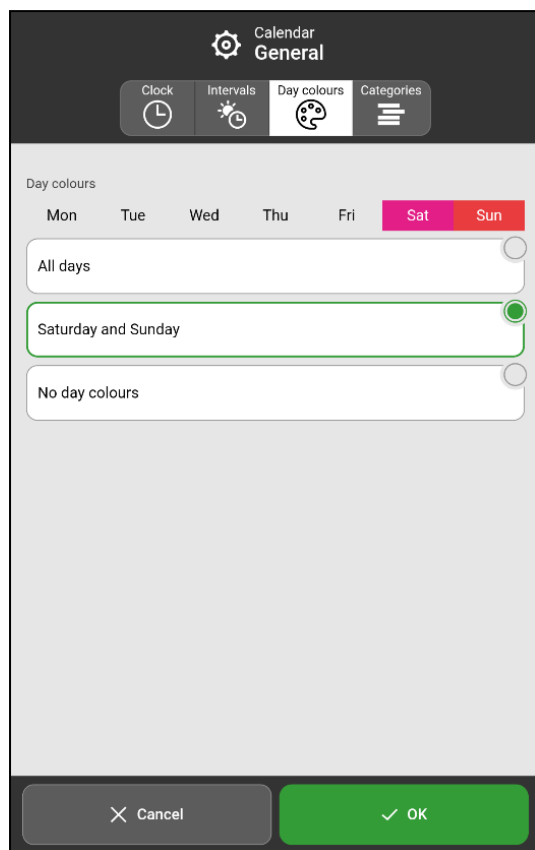 Calendar
General
Clock Intervals Day colours Categories
Day colours
Mon Tue Wed Thu Fri Sat Sun
All days
Saturday and Sunday
No day colours
Cancel OK